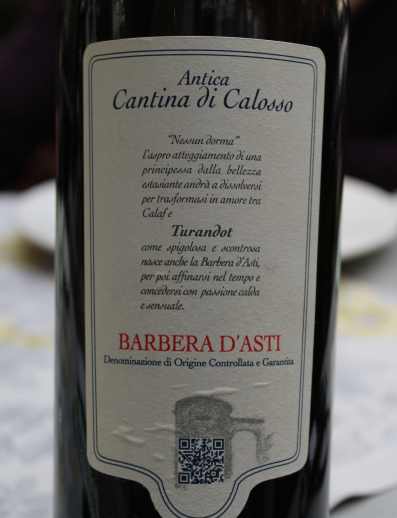 Antica
Cantina di Calosso
"Nessun dorma"
l'aspro atteggiamento di una
principessa dalla bellezza
estasiante andrà a dissolversi
per trasformasi in amore tra
Calaf e
Turandot
come spigolosa e scontrosa
nasce anche la Barbera d'Asti,
per poi affinarsi nel tempo e
concedersi con passione calda
e sensuale.
BARBERA D'ASTI
Denominazione di Origine Controllata e Garantita